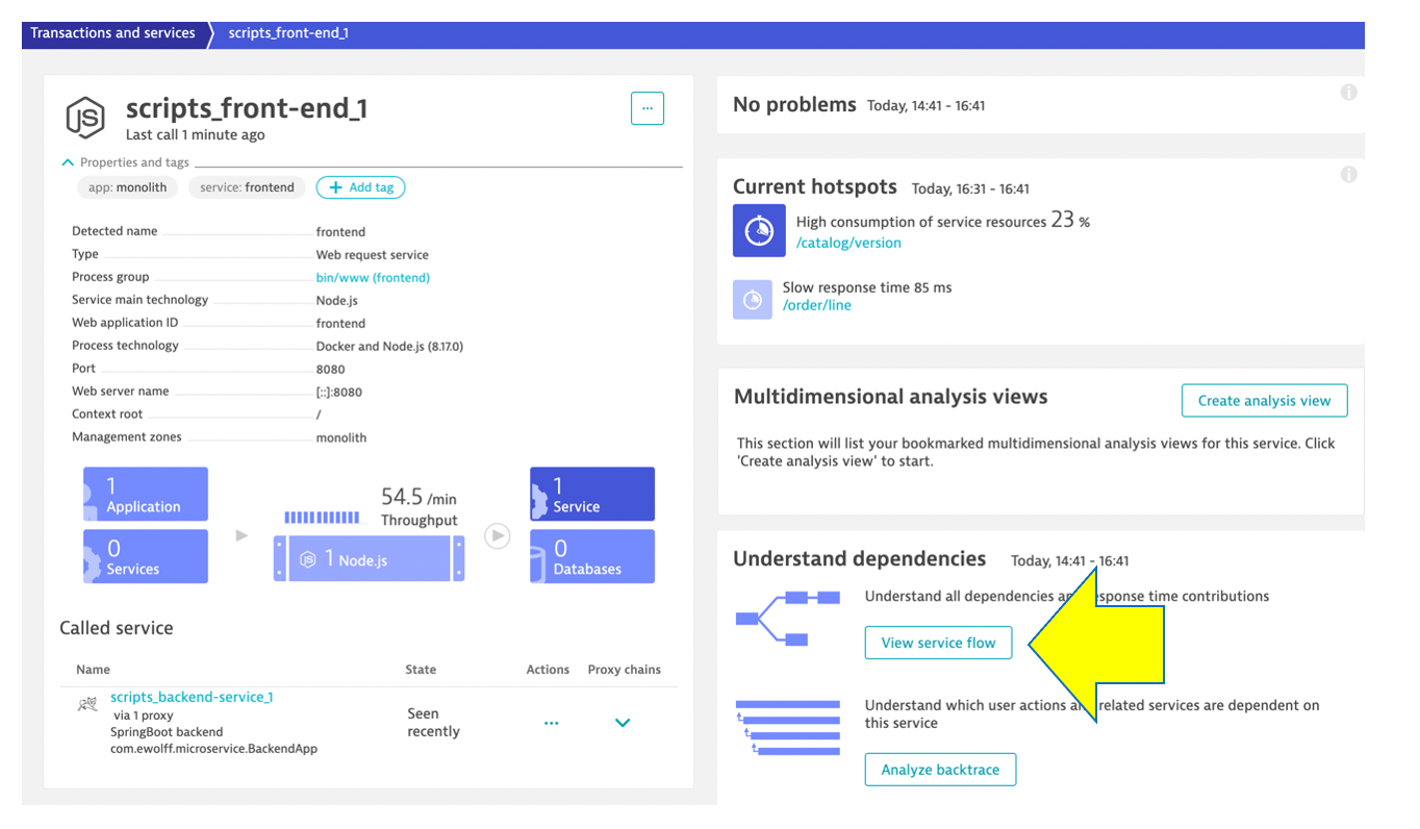 Transactions and services
scripts_front-end_1
JS
scripts_front-end_1
Last call 1 minute ago
...
Properties and tags
app: monolith
service: frontend
+ Add tag
Detected name frontend
Type Web request service
Process group bin/www (frontend)
Service main technology Node.js
Web application ID frontend
Process technology Docker and Node.js (8.17.0)
Port 8080
Web server name [::]:8080
Context root /
Management zones monolith
1
Application
0
Services
54.5 /min
Throughput
JS 1 Node.js
1
Service
0
Databases
Called service
Name State Actions Proxy chains
scripts_backend-service_1
via 1 proxy
SpringBoot backend
com.ewolff.microservice.BackendApp
Seen
recently
...
No problems Today, 14:41 - 16:41
i
Current hotspots Today, 16:31 - 16:41
i
High consumption of service resources 23 %
/catalog/version
Slow response time 85 ms
/order/line
Multidimensional analysis views
Create analysis view
This section will list your bookmarked multidimensional analysis views for this service. Click
'Create analysis view' to start.
Understand dependencies Today, 14:41 - 16:41
Understand all dependencies and response time contributions
View service flow
Understand which user actions and related services are dependent on
this service
Analyze backtrace